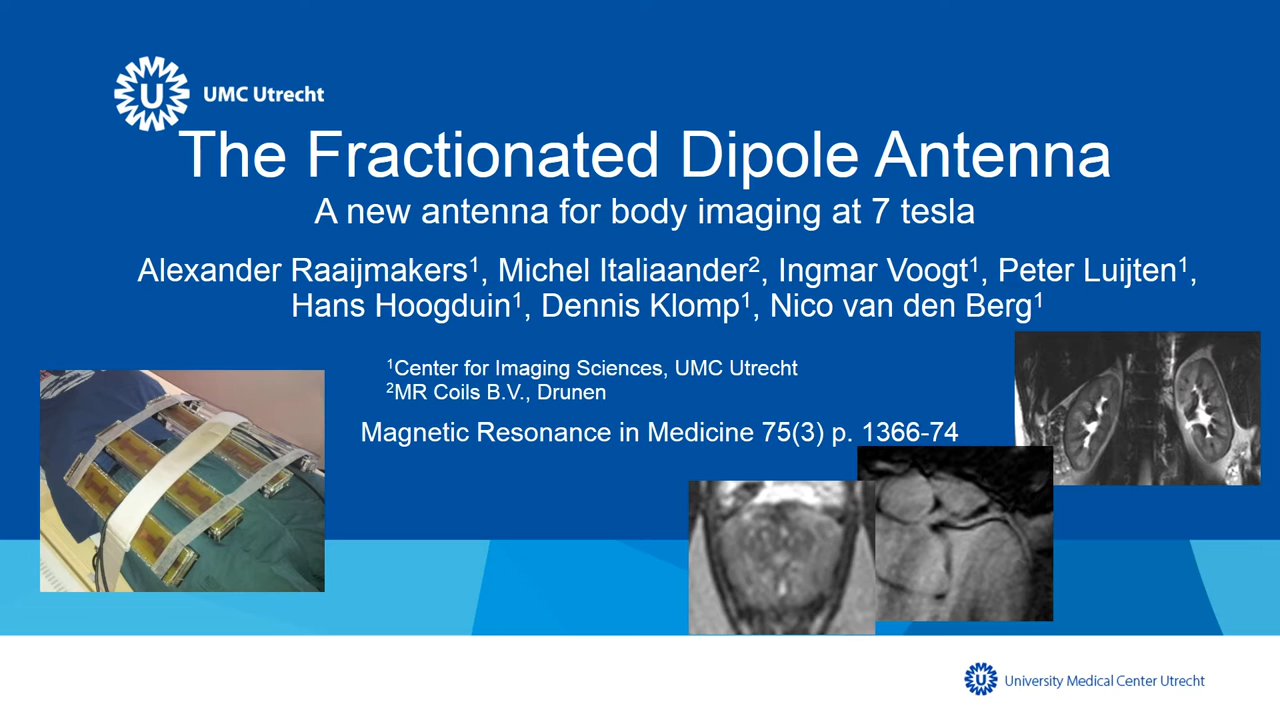 UMC Utrecht
The Fractionated Dipole Antenna
A new antenna for body imaging at 7 tesla
Alexander Raaijmakers¹, Michel Italiaander², Ingmar Voogt¹, Peter Luijten¹,
Hans Hoogduin¹, Dennis Klomp¹, Nico van den Berg¹
¹Center for Imaging Sciences, UMC Utrecht
²MR Coils B.V., Drunen
Magnetic Resonance in Medicine 75(3) p. 1366-74
University Medical Center Utrecht